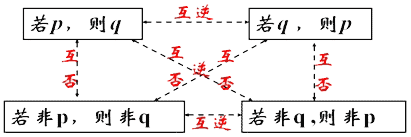 若p，则q 互逆 若q，则p
互 互 互 互
否 逆 否 否 否
若非p，则非q 互逆 若非q,则非p